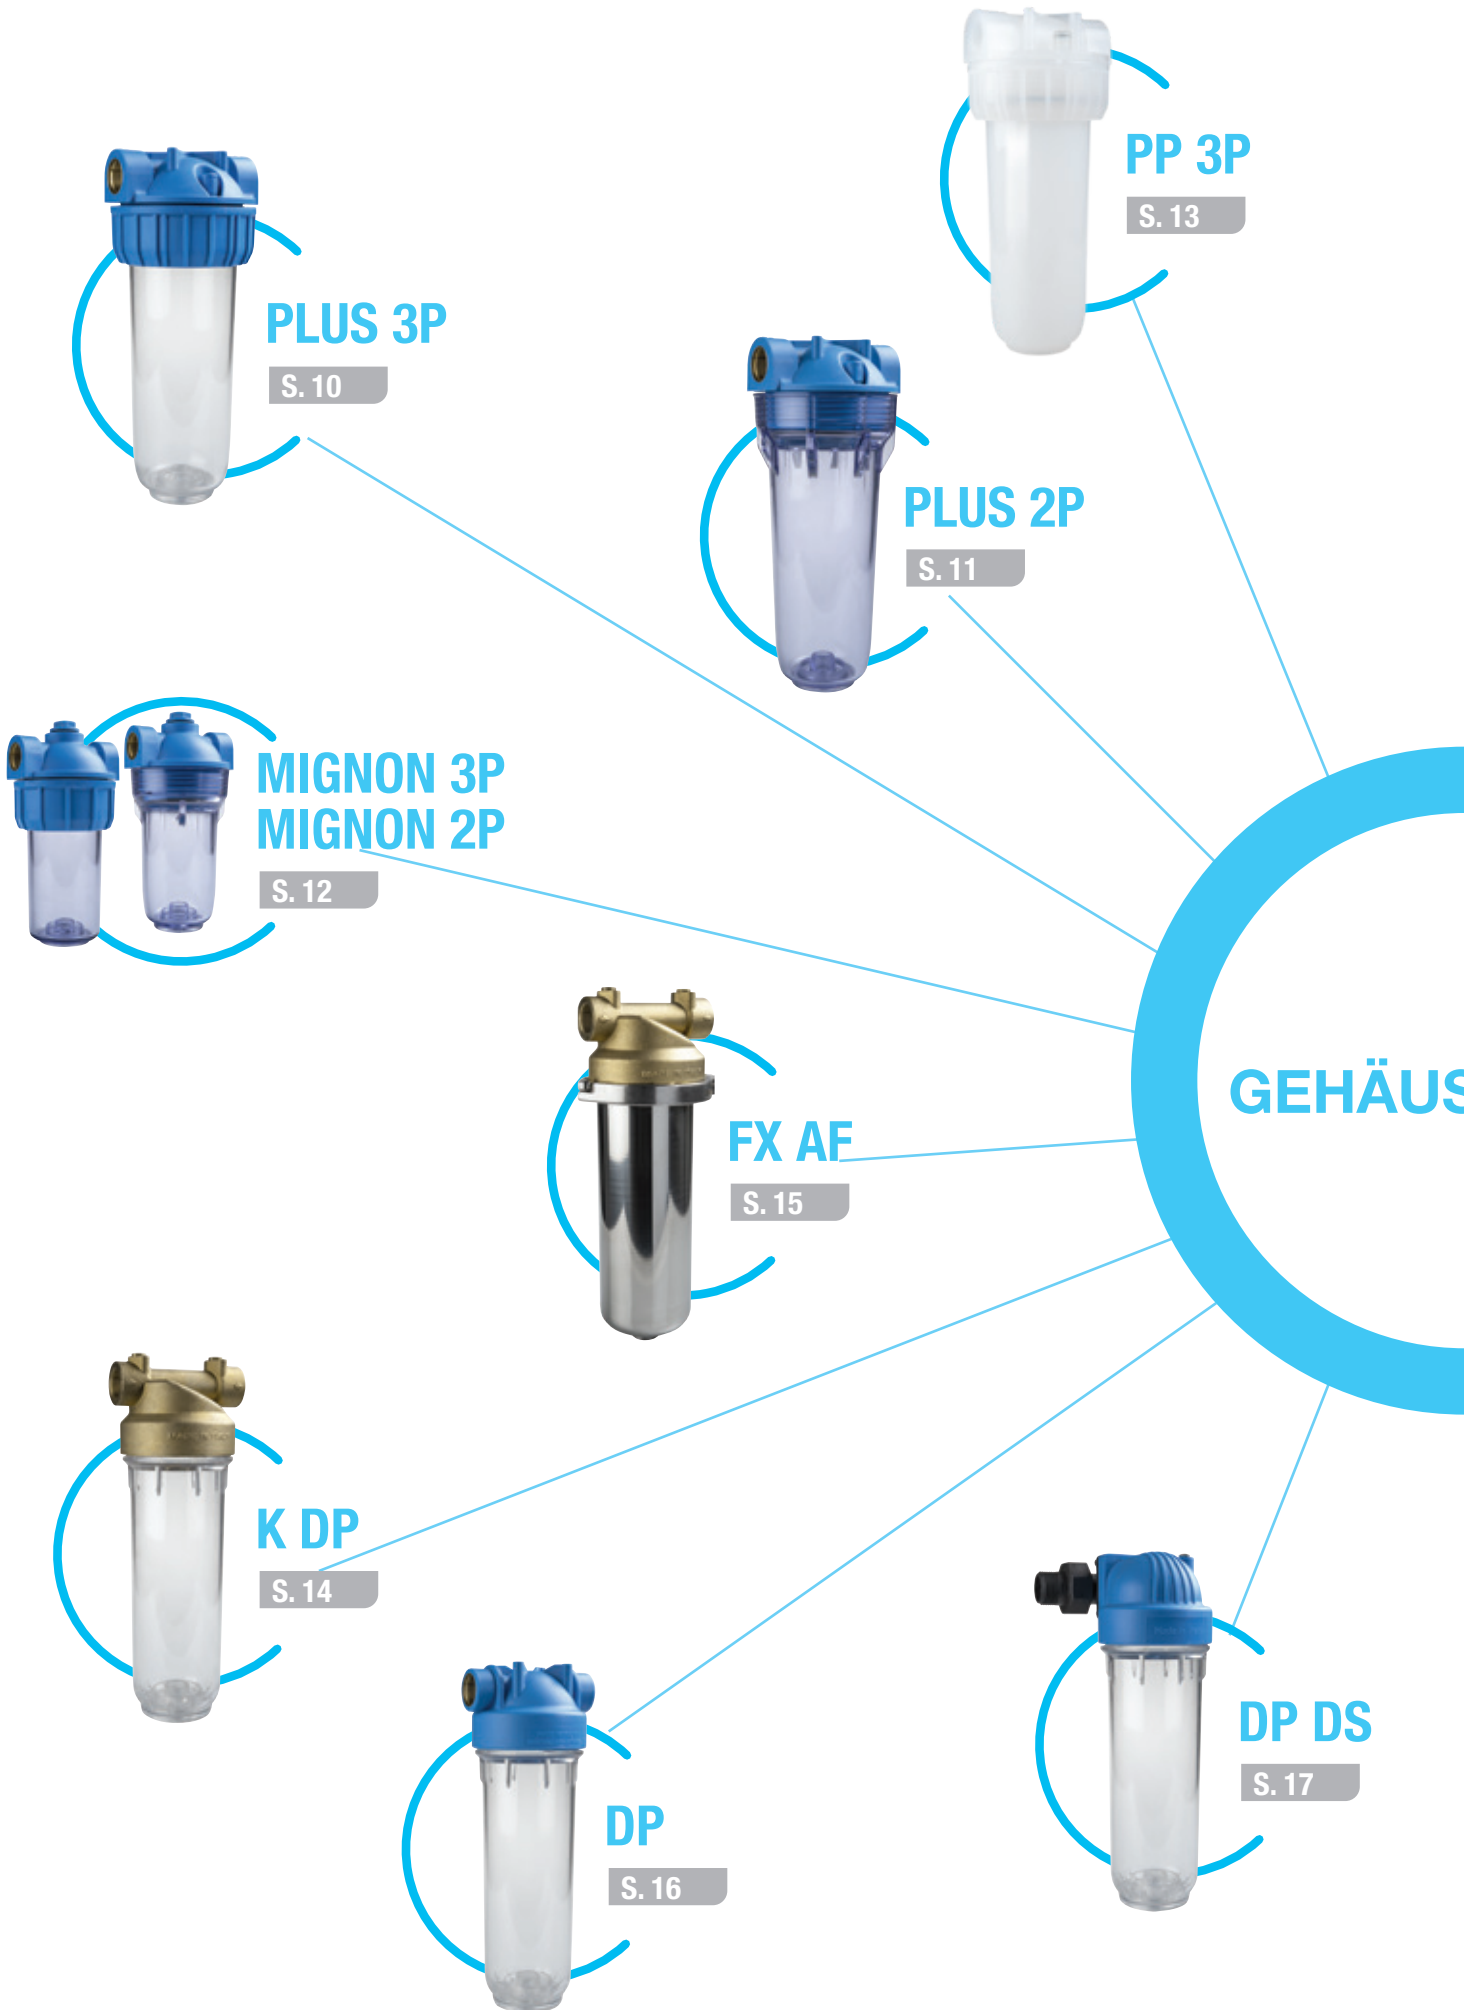 PP 3P
S. 13
PLUS 3P
S. 10
PLUS 2P
S. 11
MIGNON 3P
MIGNON 2P
S. 12
GEHÄUS
FX AF
S. 15
K DP
S. 14
DP DS
S. 17
DP
S. 16